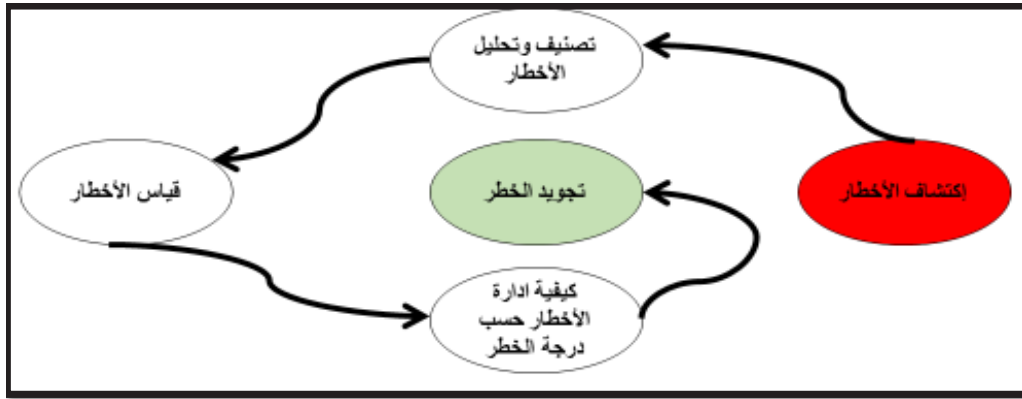 تصنيف وتحليل
الأخطار
إكتشاف الأخطار
تجويد الخطر
قياس الأخطار
كيفية ادارة
الأخطار حسب
درجة الخطر